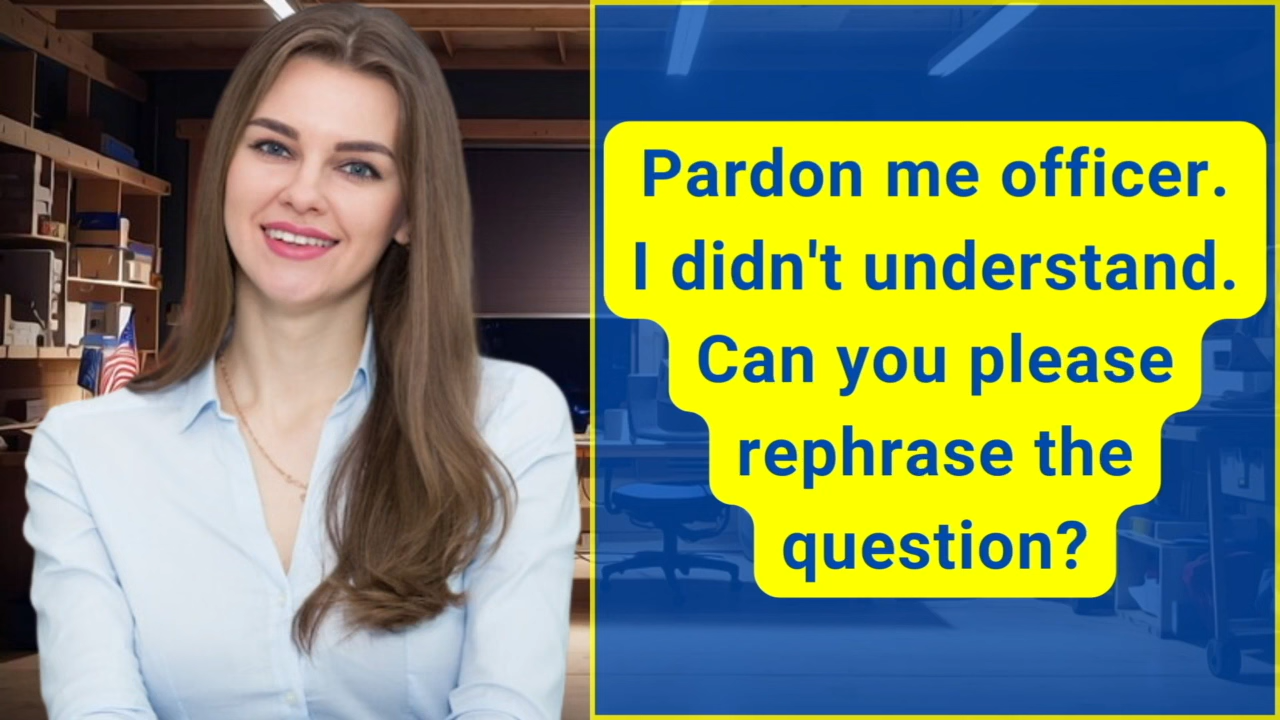 Pardon me officer.
I didn't understand.
Can you please
rephrase the
question?